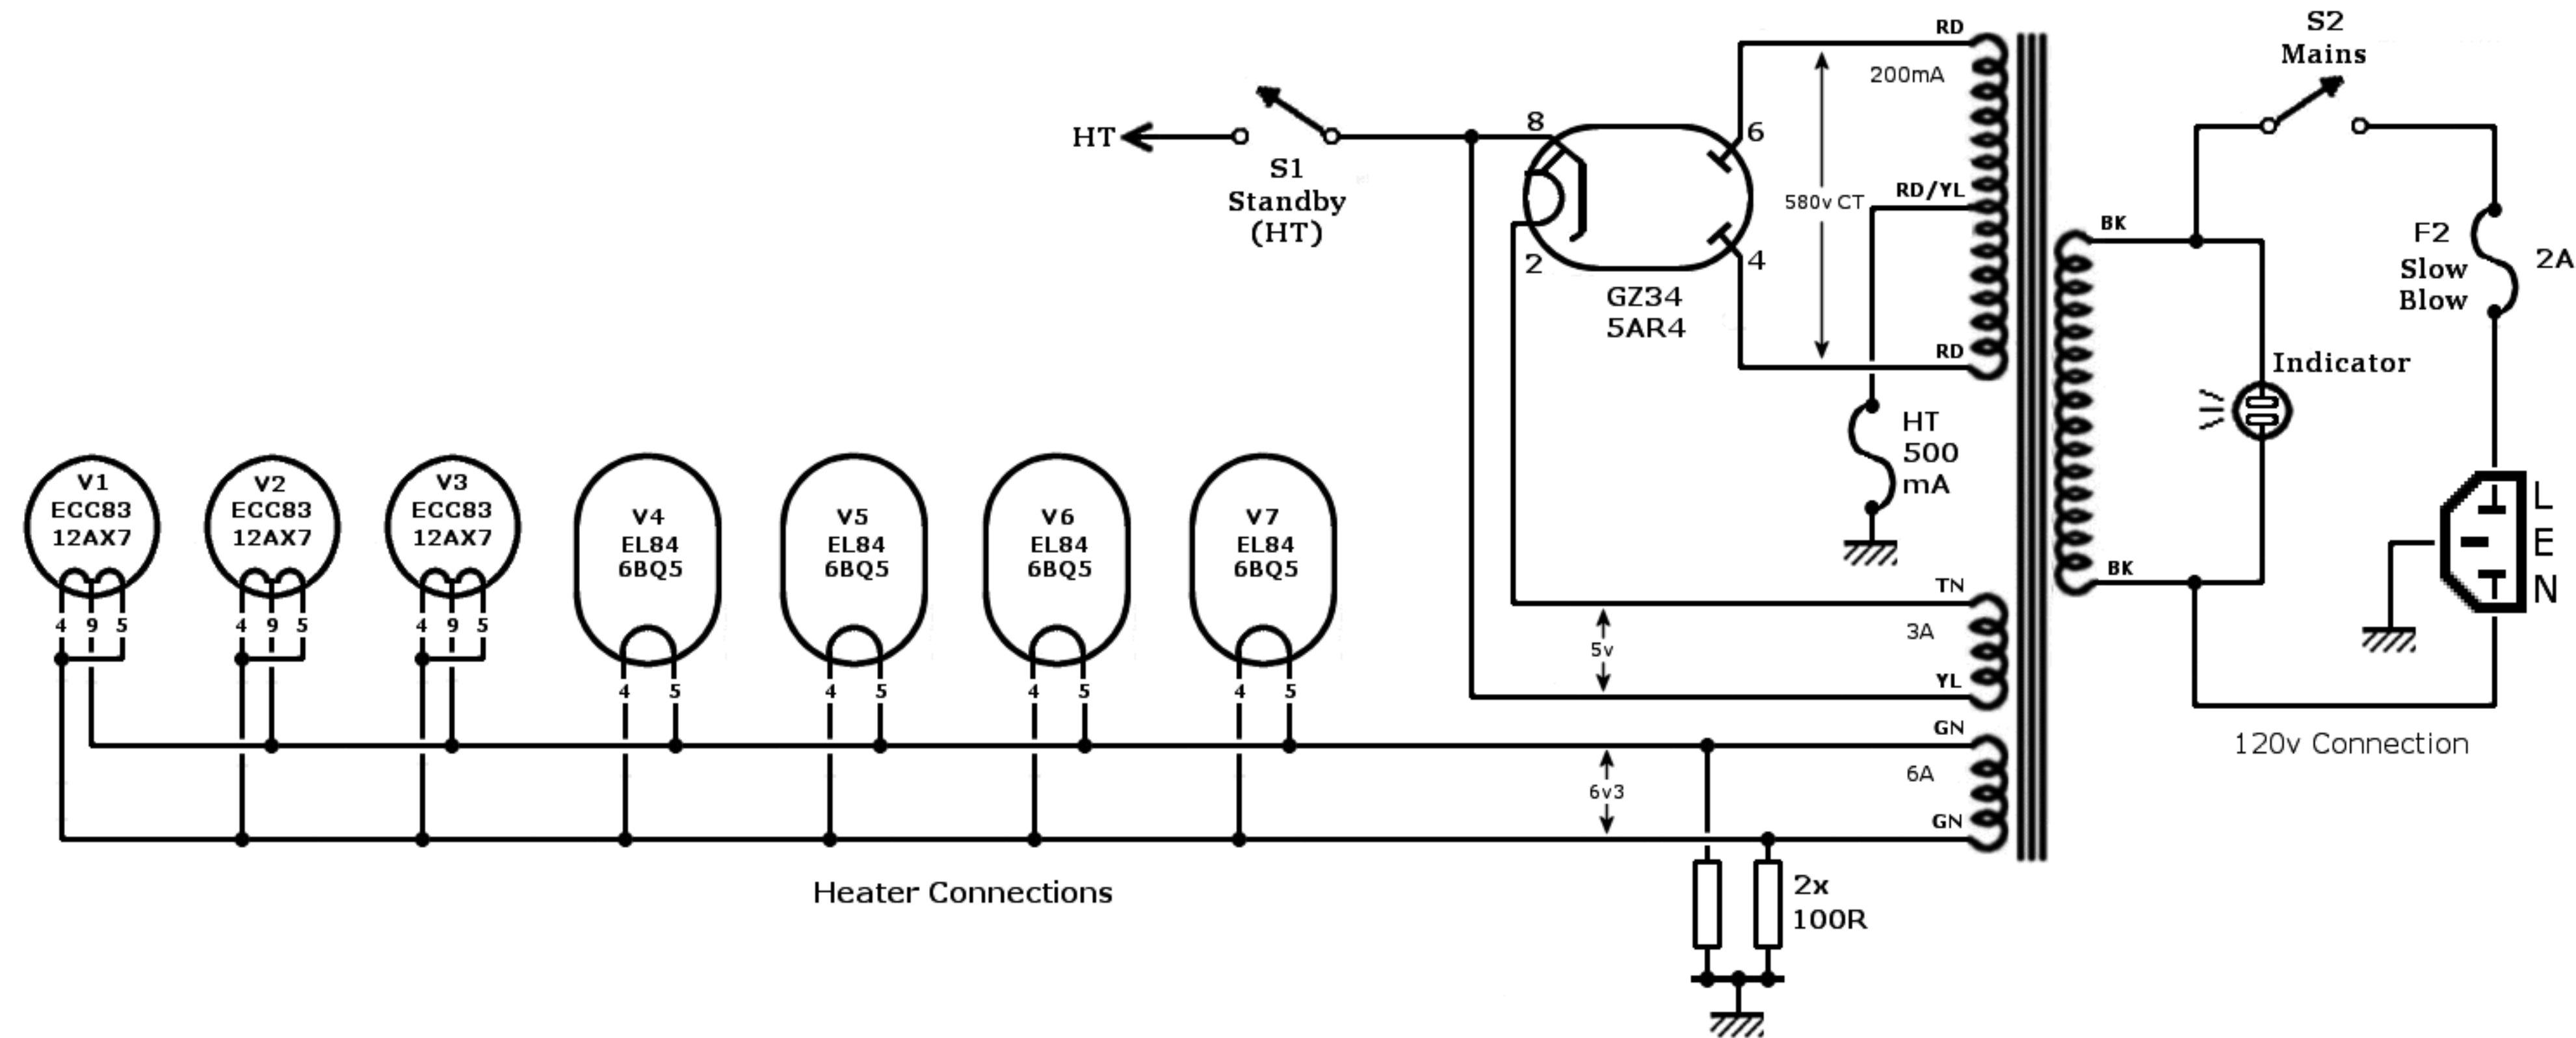 S2
Mains
RD
200mA
HT
S1
Standby
(HT)
8
6
2
4
GZ34
5AR4
580v CT
RD/YL
RD
BK
F2
Slow
Blow
2A
Indicator
HT
500
mA
L
E
N
BK
120v Connection
V1
ECC83
12AX7
4 9 5
V2
ECC83
12AX7
4 9 5
V3
ECC83
12AX7
4 9 5
V4
EL84
6BQ5
4 5
V5
EL84
6BQ5
4 5
V6
EL84
6BQ5
4 5
V7
EL84
6BQ5
4 5
TN
3A
5v
YL
GN
6A
6v3
GN
Heater Connections
2x
100R